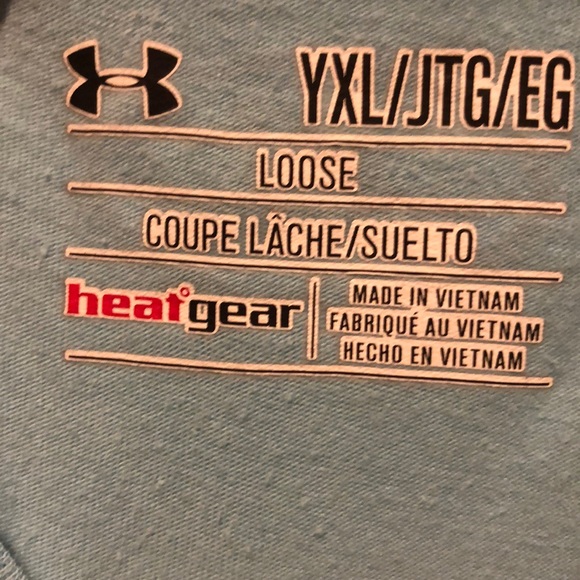 YXL/JTG/EG
LOOSE
COUPE LÂCHE/SUELTO
heatgear
MADE IN VIETNAM
FABRIQUÉ AU VIETNAM
HECHO EN VIETNAM